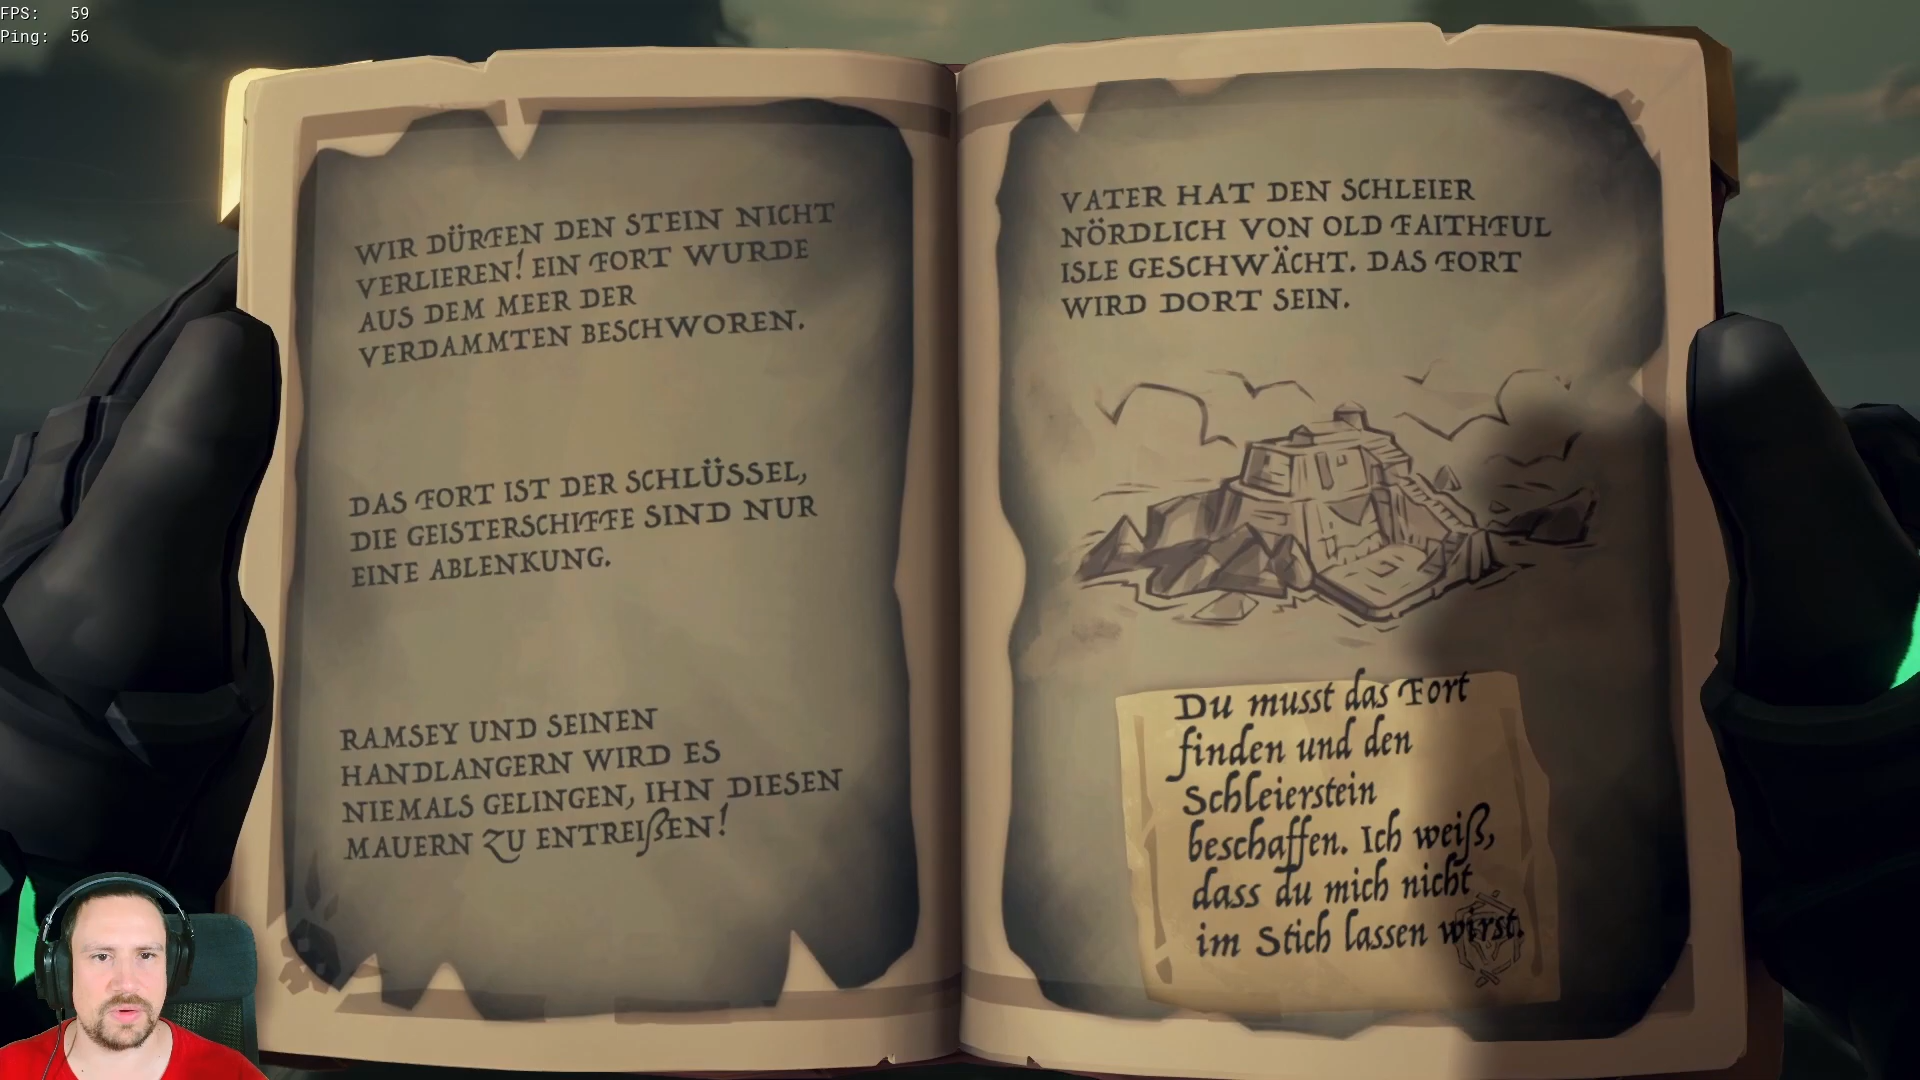 FPS: 59
Ping: 56
WIR DÜRFEN DEN STEIN NICHT
VERLIEREN! EIN FORT WURDE
AUS DEM MEER DER
VERDAMMTEN BESCHWOREN.
DAS FORT IST DER SCHLÜSSEL,
DIE GEISTERSCHIFFE SIND NUR
EINE ABLENKUNG.
RAMSEY UND SEINEN
HANDLANGERN WIRD ES
NIEMALS GELINGEN, IHN DIESEN
MAUERN ZU ENTREIßEN!
VATER HAT DEN SCHLEIER
NÖRDLICH VON OLD FAITHFUL
ISLE GESCHWÄCHT. DAS FORT
WIRD DORT SEIN.
Du musst das Fort
finden und den
Schleierstein
beschaffen. Ich weiß,
dass du mich nicht
im Stich lassen wirst.